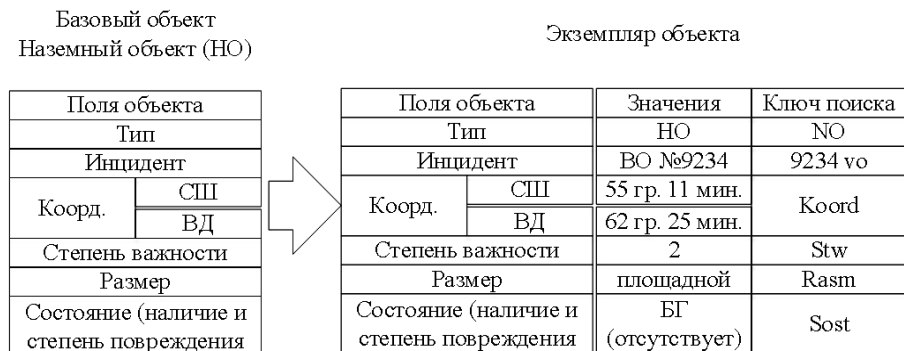 Базовый объект
Наземный объект (НО)
Экземпляр объекта
Поля объекта
Тип
Инцидент
Коорд.
СШ
ВД
Степень важности
Размер
Состояние (наличие и
степень повреждения
Поля объекта Значения Ключ поиска
Тип НО NO
Инцидент ВО №9234 9234 vo
Коорд. СШ 55 гр. 11 мин. Koord
ВД 62 гр. 25 мин.
Степень важности 2 Stw
Размер площадной Rasm
Состояние (наличие и БГ Sost
степень повреждения (отсутствует)